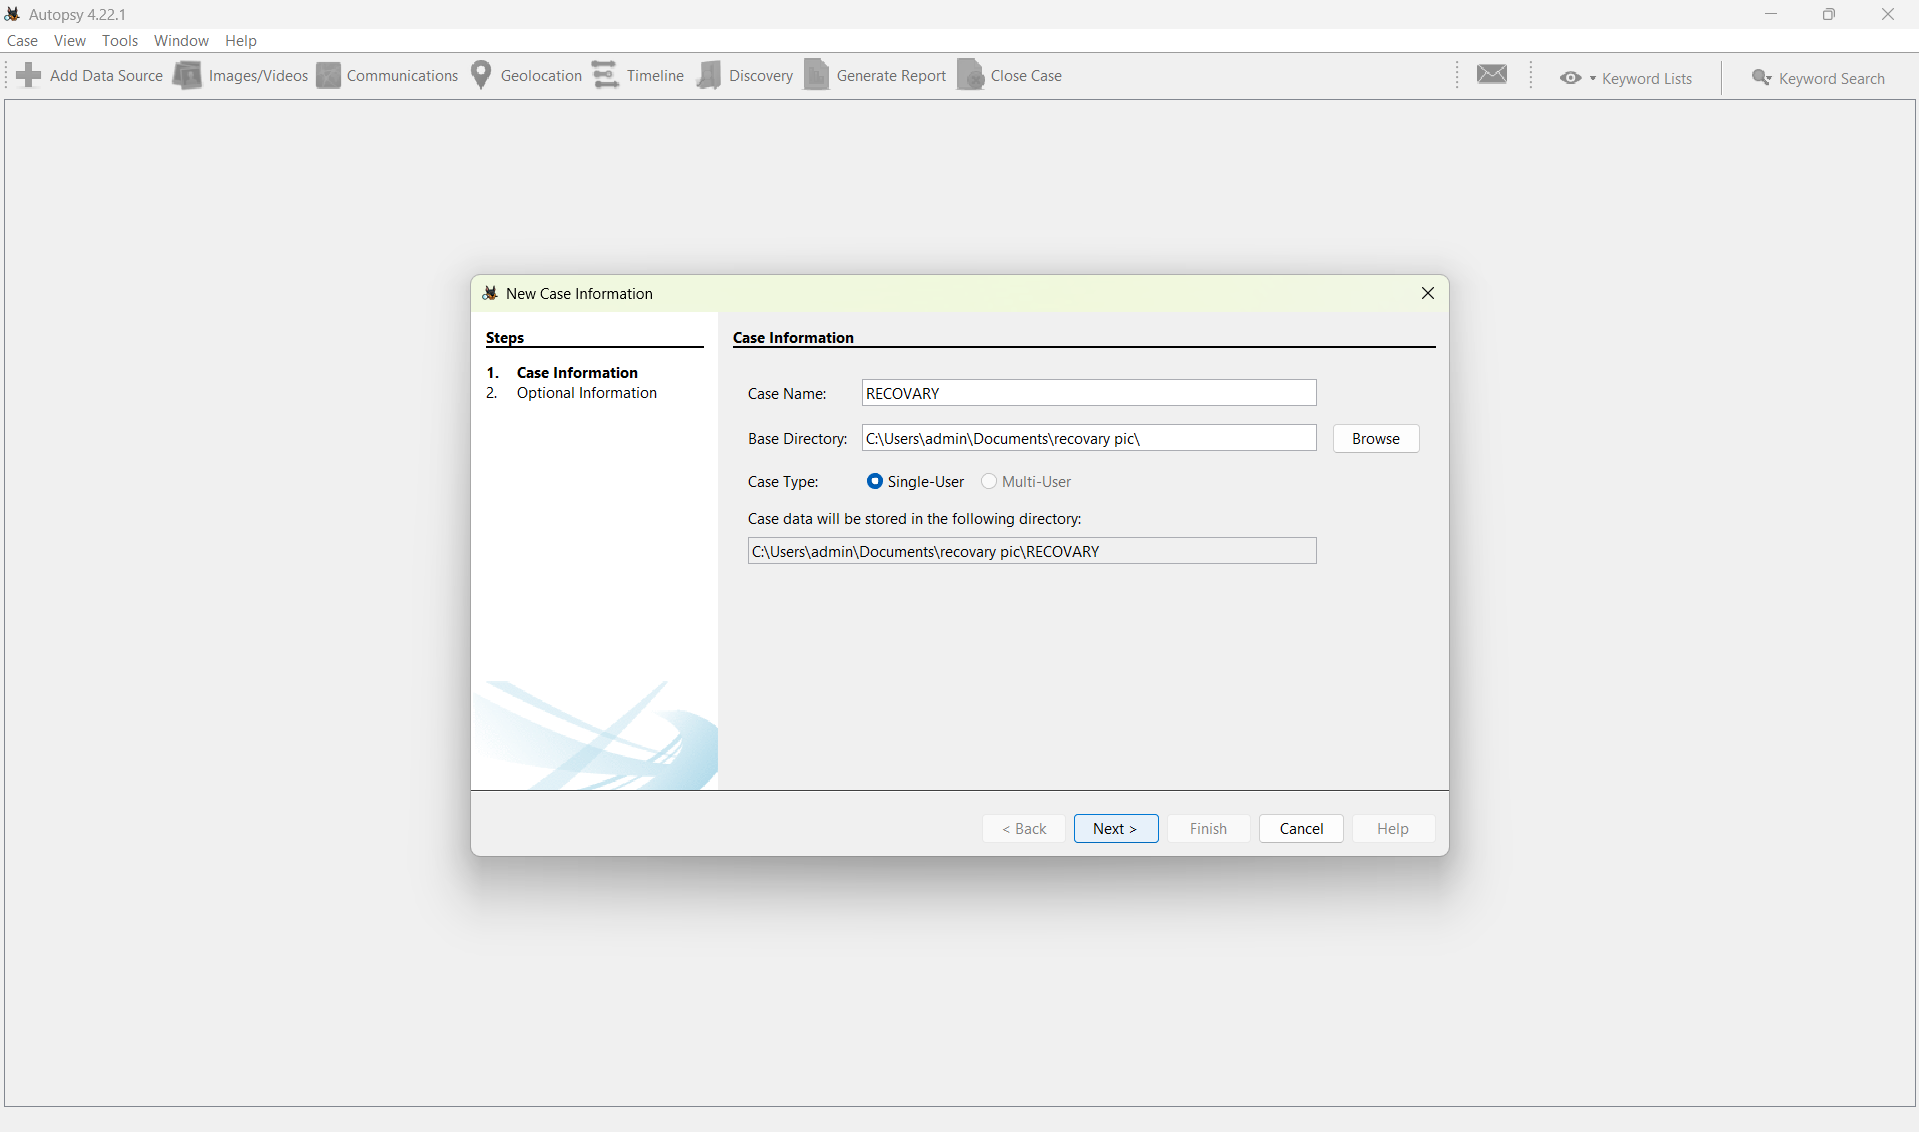 Autopsy 4.22.1
Case View Tools Window Help
Add Data Source Images/Videos Communications Geolocation Timeline Discovery Generate Report Close Case Keyword Lists Keyword Search
New Case Information
Steps
1. Case Information
2. Optional Information
Case Information
Case Name: RECOVARY
Base Directory: C:\Users\admin\Documents\recovary pic\ Browse
Case Type: Single-User Multi-User
Case data will be stored in the following directory:
C:\Users\admin\Documents\recovary pic\RECOVARY
< Back Next > Finish Cancel Help